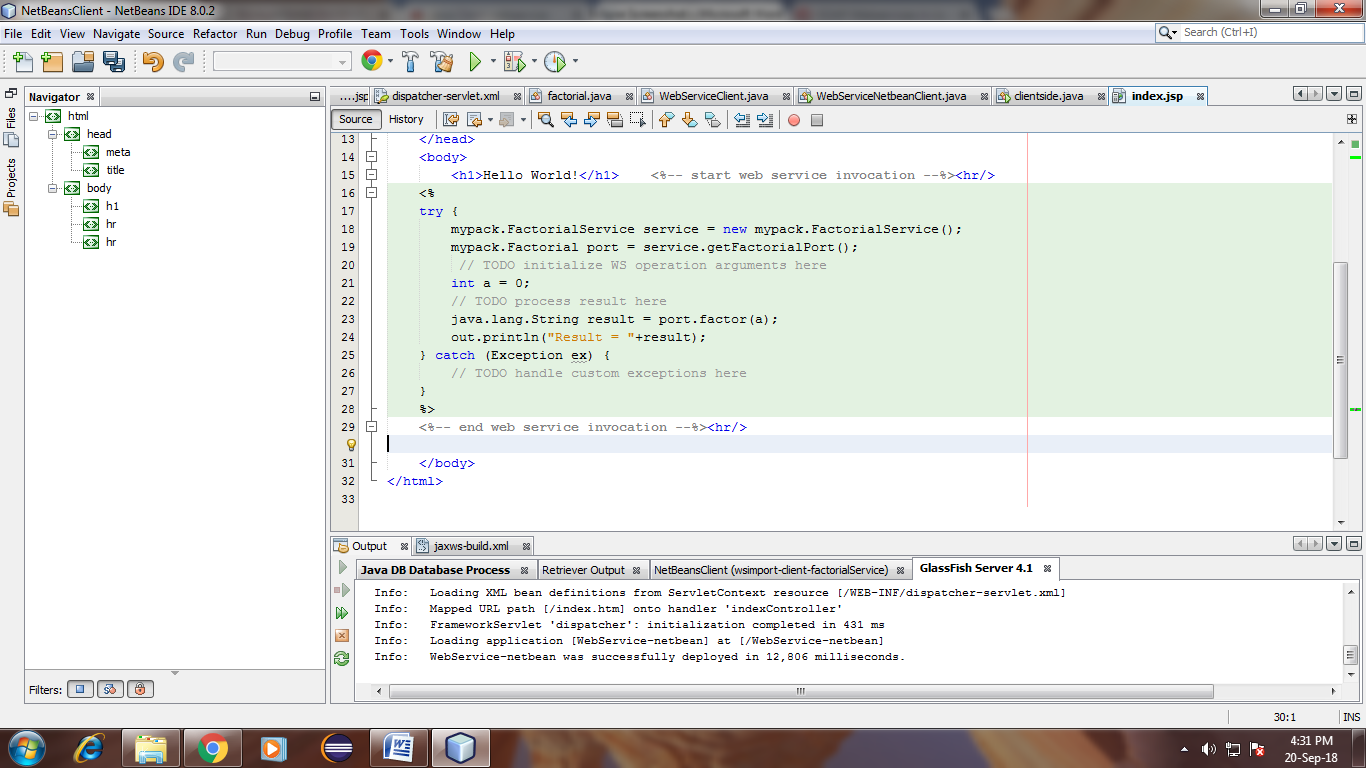 NetBeansClient - NetBeans IDE 8.0.2
File Edit View Navigate Source Refactor Run Debug Profile Team Tools Window Help
Search (Ctrl+I)
Files
Projects
Navigator
html
head
meta
title
body
h1
hr
hr
Filters:
....jsp dispatcher-servlet.xml factorial.java WebServiceClient.java WebServiceNetbeanClient.java clientside.java index.jsp
Source History
13 </head>
14 <body>
15 <h1>Hello World!</h1> <%-- start web service invocation --%><hr/>
16 <%
17 try {
18 mypack.FactorialService service = new mypack.FactorialService();
19 mypack.Factorial port = service.getFactorialPort();
20 // TODO initialize WS operation arguments here
21 int a = 0;
22 // TODO process result here
23 java.lang.String result = port.factor(a);
24 out.println("Result = "+result);
25 } catch (Exception ex) {
26 // TODO handle custom exceptions here
27 }
28 %>
29 <%-- end web service invocation --%><hr/>
31 </body>
32 </html>
33
Output jaxws-build.xml
Java DB Database Process Retriever Output NetBeansClient (wsimport-client-factorialService) GlassFish Server 4.1
Info: Loading XML bean definitions from ServletContext resource [/WEB-INF/dispatcher-servlet.xml]
Info: Mapped URL path [/index.htm] onto handler 'indexController'
Info: FrameworkServlet 'dispatcher': initialization completed in 431 ms
Info: Loading application [WebService-netbean] at [/WebService-netbean]
Info: WebService-netbean was successfully deployed in 12,806 milliseconds.
30:1 INS
4:31 PM
20-Sep-18